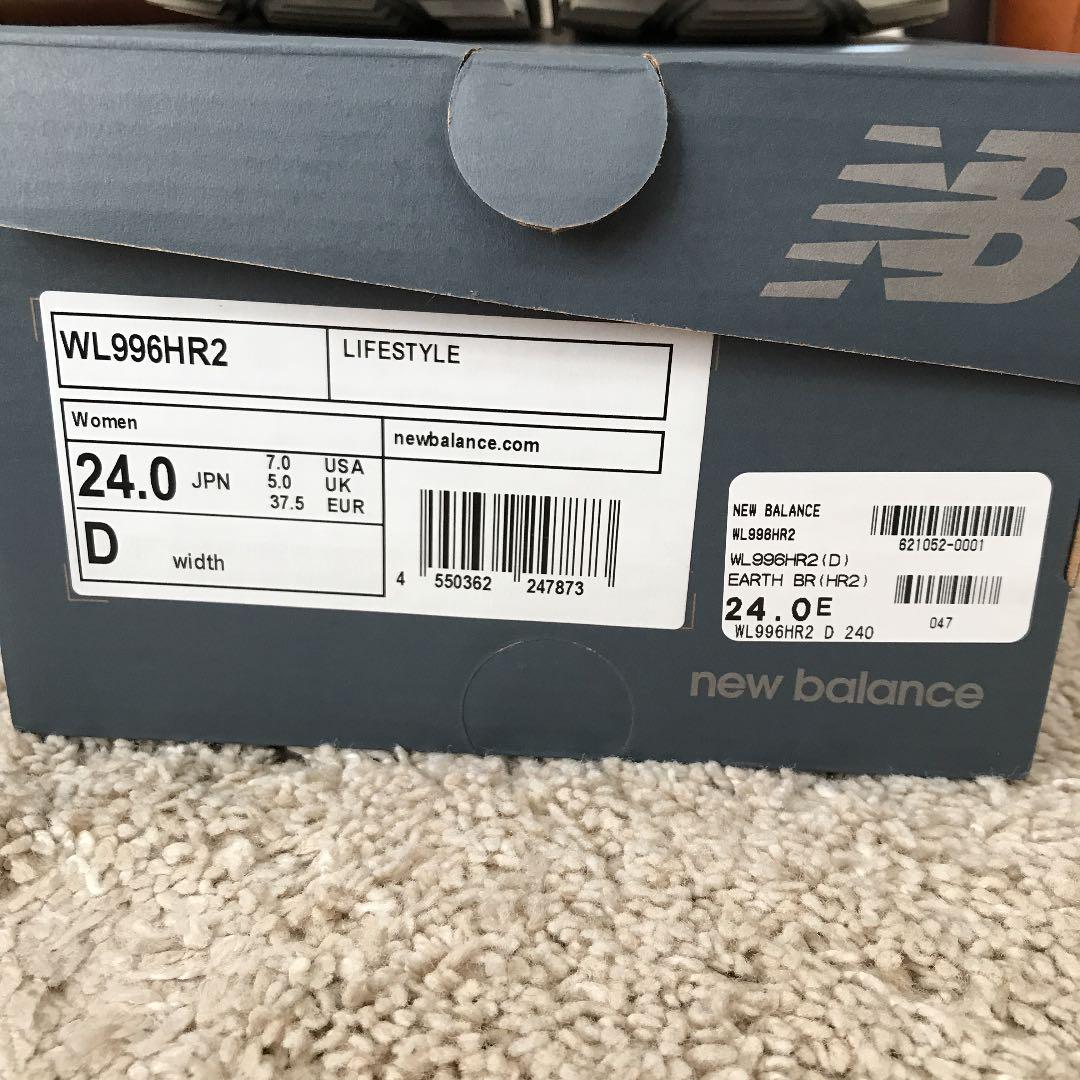 NB
WL996HR2
LIFESTYLE
Women
newbalance.com
24.0 JPN
7.0 USA
5.0 UK
37.5 EUR
D width
4 550362 247873
NEW BALANCE
WL996HR2
621052-0001
WL996HR2(D)
EARTH BR(HR2)
24.0E
WL996HR2 D 240
047
new balance